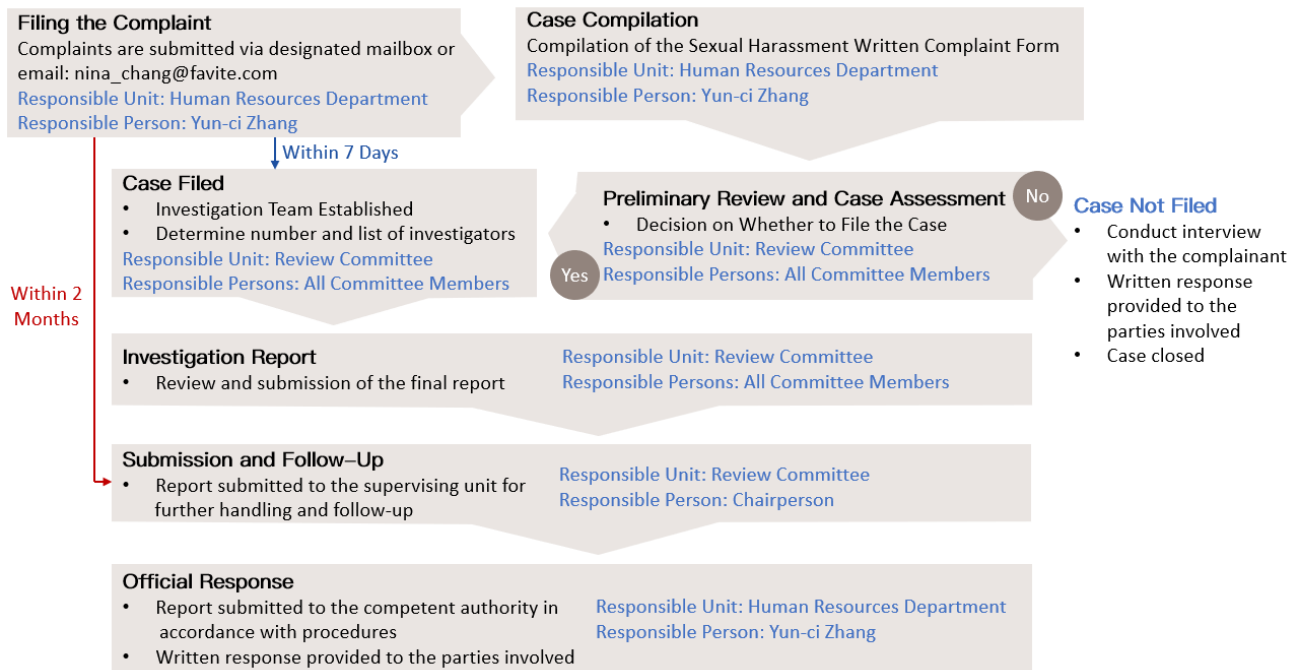 Filing the Complaint
Complaints are submitted via designated mailbox or
email: nina_chang@favite.com
Responsible Unit: Human Resources Department
Responsible Person: Yun-ci Zhang
Case Compilation
Compilation of the Sexual Harassment Written Complaint Form
Responsible Unit: Human Resources Department
Responsible Person: Yun-ci Zhang
Within 7 Days
Case Filed
• Investigation Team Established
• Determine number and list of investigators
Responsible Unit: Review Committee
Responsible Persons: All Committee Members
Preliminary Review and Case Assessment
• Decision on Whether to File the Case
Responsible Unit: Review Committee
Responsible Persons: All Committee Members
Yes
No
Case Not Filed
• Conduct interview
with the complainant
• Written response
provided to the
parties involved
• Case closed
Within 2
Months
Investigation Report
• Review and submission of the final report
Responsible Unit: Review Committee
Responsible Persons: All Committee Members
Submission and Follow-Up
• Report submitted to the supervising unit for
further handling and follow-up
Responsible Unit: Review Committee
Responsible Person: Chairperson
Official Response
• Report submitted to the competent authority in
accordance with procedures
• Written response provided to the parties involved
Responsible Unit: Human Resources Department
Responsible Person: Yun-ci Zhang